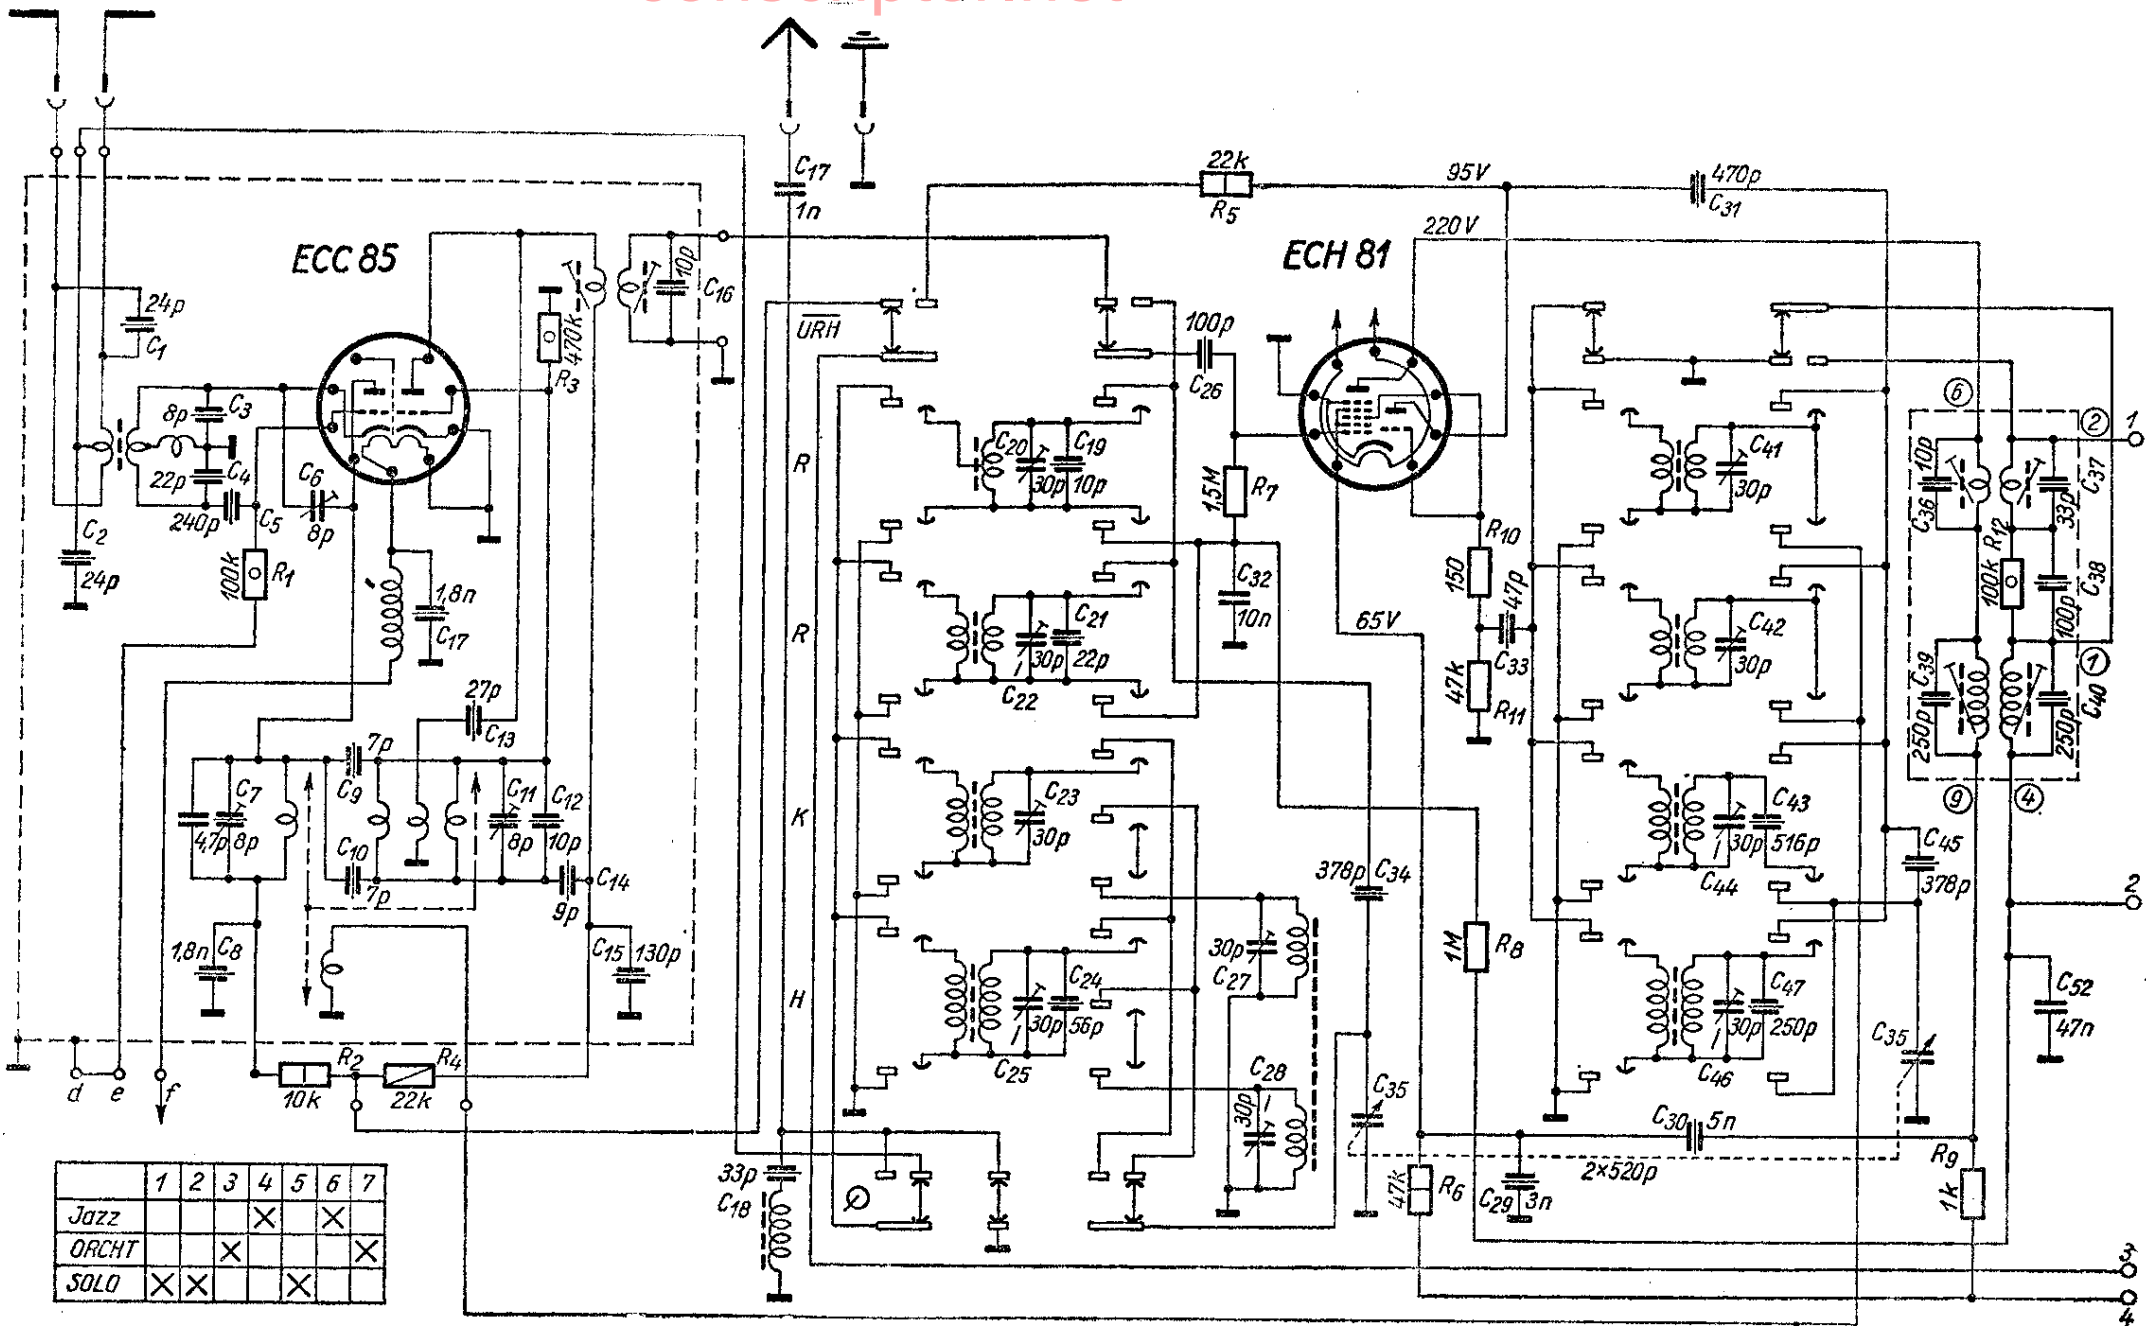 ECC 85
ECH 81
C17
1n
22k
R5
95V
470p
C31
220V
24p
C1
8p
C3
22p
C4
240p
C5
C6
8p
C2
24p
100k
R1
470k
R3
10p
C16
URH
100p
C26
1,5M
R7
C32
10n
65V
R10
150
47p
C33
47k
R11
1,8n
C17
27p
C13
7p
C9
C7
4,7p
8p
C10
7p
C11
8p
C12
10p
C14
9p
1,8n
C8
C15
130p
R2
10k
R4
22k
d
e
f
R
R
K
H
C20
30p
C19
10p
C21
30p
22p
C22
C23
30p
C24
30p
56p
C25
33p
C18
30p
C27
C28
30p
378p
C34
C35
1M
R8
47k
R6
C29
3n
C30
5n
2×520p
C41
30p
C42
30p
C43
30p
516p
C44
C47
30p
250p
C46
C45
378p
C35
6
2
1
10p
C36
C37
33p
R12
100k
C38
100p
C39
250p
1
C40
250p
9
4
2
C52
47n
R9
1k
3
4
1 2 3 4 5 6 7
Jazz X X
ORCHT X X
SOLO X X X